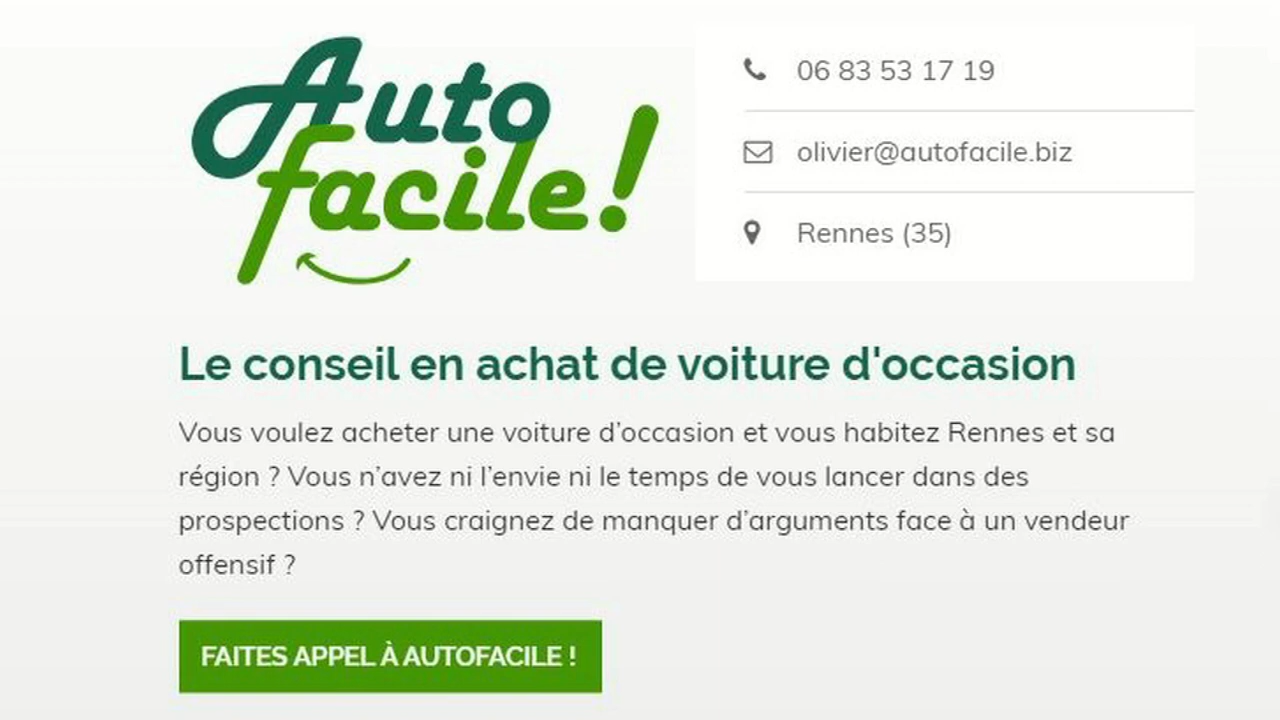 Auto
facile!
06 83 53 17 19
olivier@autofacile.biz
Rennes (35)
Le conseil en achat de voiture d'occasion
Vous voulez acheter une voiture d’occasion et vous habitez Rennes et sa
région ? Vous n’avez ni l’envie ni le temps de vous lancer dans des
prospections ? Vous craignez de manquer d’arguments face à un vendeur
offensif ?
FAITES APPEL À AUTOFACILE !